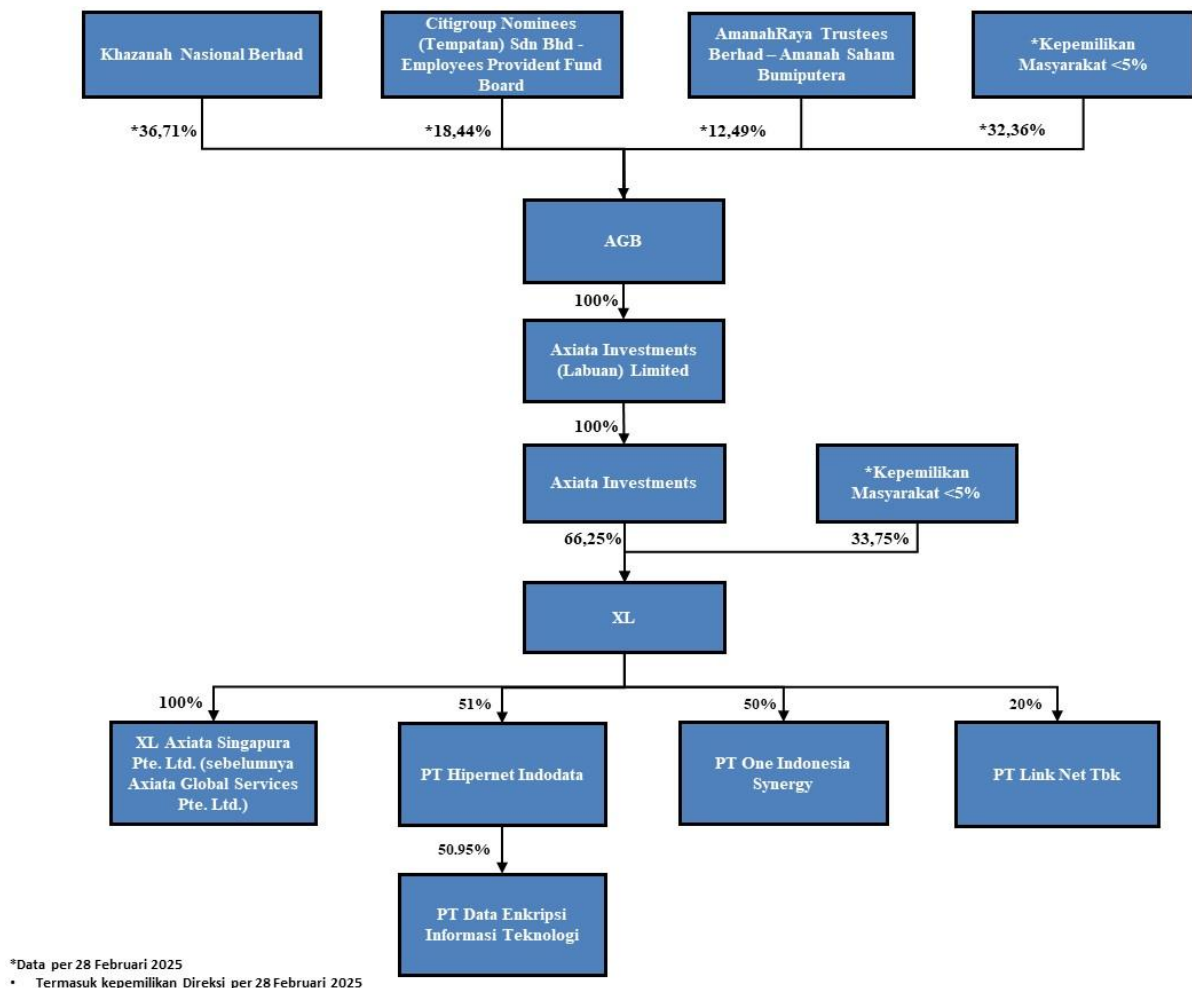 Khazanah Nasional Berhad
Citigroup Nominees
(Tempatan) Sdn Bhd -
Employees Provident Fund
Board
AmanahRaya Trustees
Berhad – Amanah Saham
Bumiputera
*Kepemilikan
Masyarakat <5%
*36,71%
*18,44%
*12,49%
*32,36%
AGB
100%
Axiata Investments
(Labuan) Limited
100%
Axiata Investments
*Kepemilikan
Masyarakat <5%
66,25%
33,75%
XL
100%
51%
50%
20%
XL Axiata Singapura
Pte. Ltd. (sebelumnya
Axiata Global Services
Pte. Ltd.)
PT Hipernet Indodata
PT One Indonesia
Synergy
PT Link Net Tbk
50.95%
PT Data Enkripsi
Informasi Teknologi
*Data per 28 Februari 2025
• Termasuk kepemilikan Direksi per 28 Februari 2025